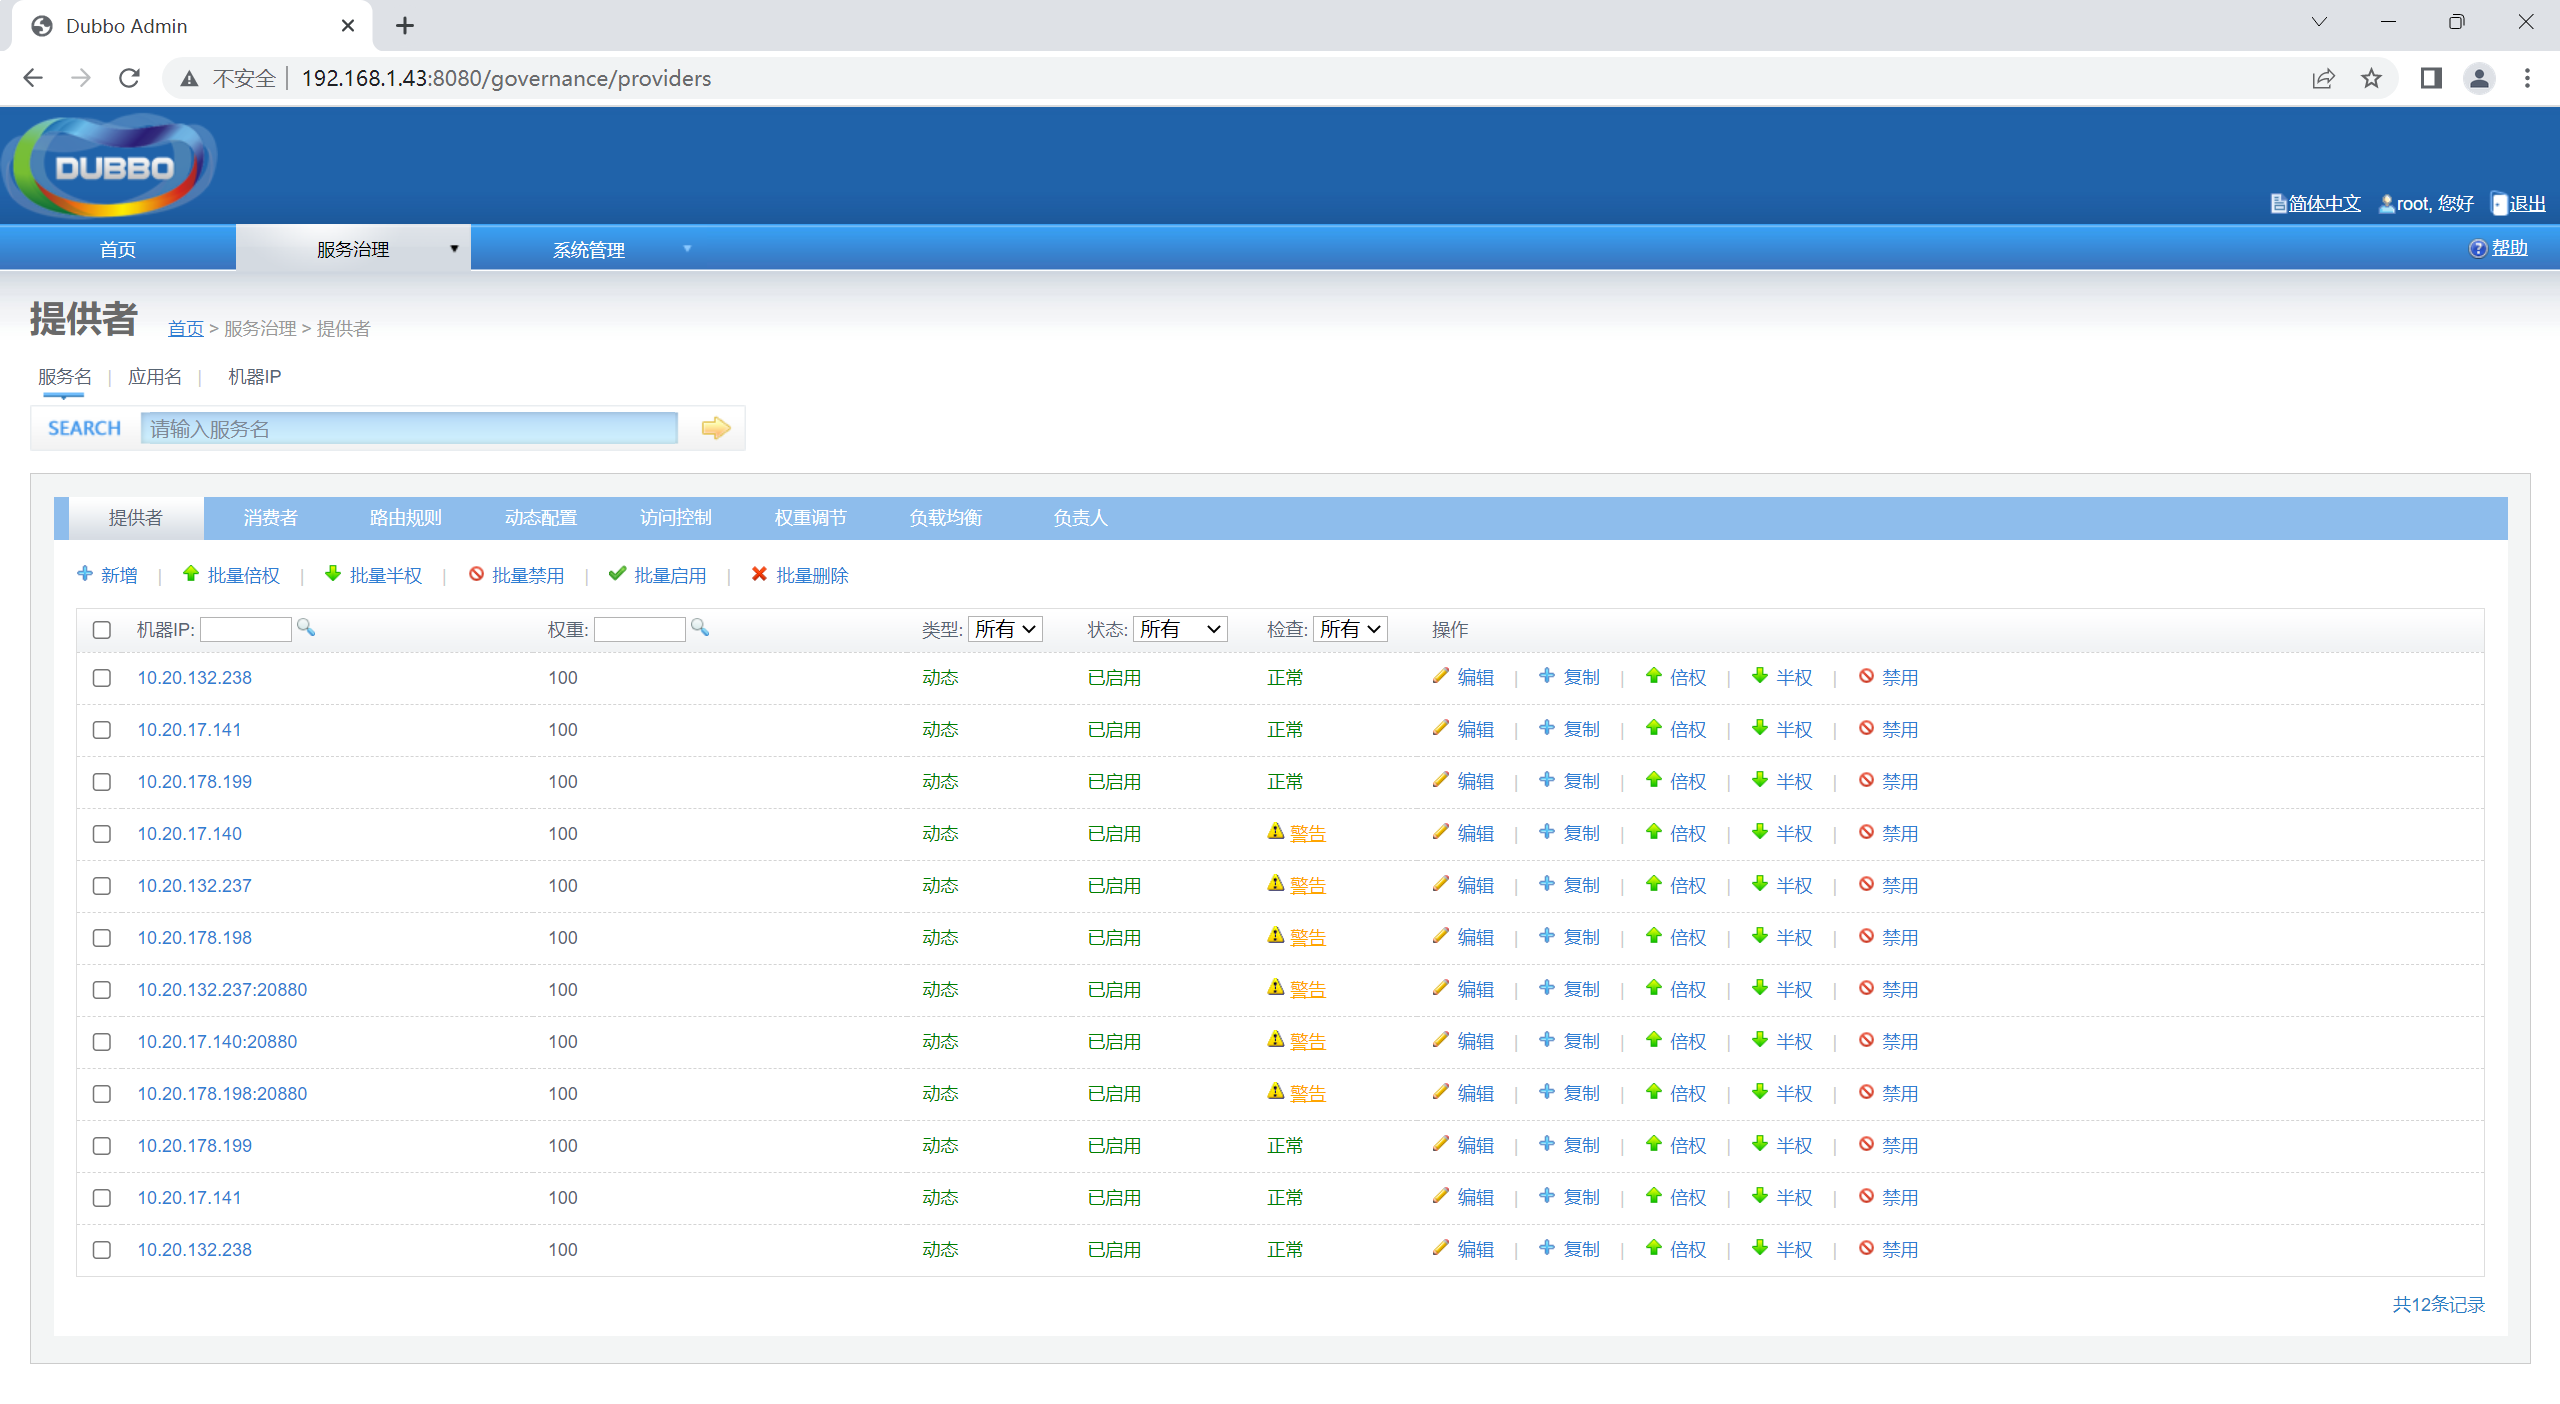 Dubbo Admin
不安全 192.168.1.43:8080/governance/providers
DUBBO
简体中文 root, 您好 退出
首页 服务治理 系统管理 帮助
提供者 首页 > 服务治理 > 提供者
服务名 | 应用名 | 机器IP
SEARCH 请输入服务名
提供者 消费者 路由规则 动态配置 访问控制 权重调节 负载均衡 负责人
新增 | 批量倍权 | 批量半权 | 批量禁用 | 批量启用 | 批量删除
机器IP: 权重: 类型: 所有 状态: 所有 检查: 所有 操作
10.20.132.238 100 动态 已启用 正常 编辑 | 复制 | 倍权 | 半权 | 禁用
10.20.17.141 100 动态 已启用 正常 编辑 | 复制 | 倍权 | 半权 | 禁用
10.20.178.199 100 动态 已启用 正常 编辑 | 复制 | 倍权 | 半权 | 禁用
10.20.17.140 100 动态 已启用 警告 编辑 | 复制 | 倍权 | 半权 | 禁用
10.20.132.237 100 动态 已启用 警告 编辑 | 复制 | 倍权 | 半权 | 禁用
10.20.178.198 100 动态 已启用 警告 编辑 | 复制 | 倍权 | 半权 | 禁用
10.20.132.237:20880 100 动态 已启用 警告 编辑 | 复制 | 倍权 | 半权 | 禁用
10.20.17.140:20880 100 动态 已启用 警告 编辑 | 复制 | 倍权 | 半权 | 禁用
10.20.178.198:20880 100 动态 已启用 警告 编辑 | 复制 | 倍权 | 半权 | 禁用
10.20.178.199 100 动态 已启用 正常 编辑 | 复制 | 倍权 | 半权 | 禁用
10.20.17.141 100 动态 已启用 正常 编辑 | 复制 | 倍权 | 半权 | 禁用
10.20.132.238 100 动态 已启用 正常 编辑 | 复制 | 倍权 | 半权 | 禁用
共12条记录